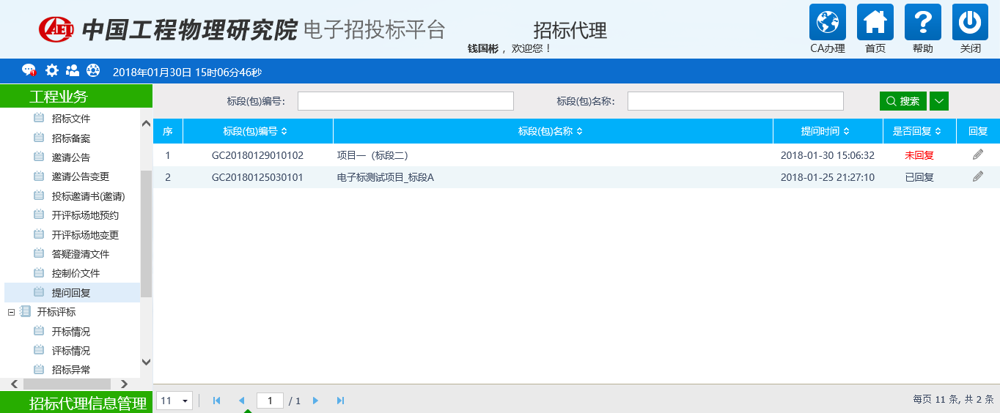 中国工程物理研究院 电子招投标平台
招标代理
钱国彬 ，欢迎您！
CA办理 首页 帮助 关闭
2018年01月30日 15时06分46秒
工程业务
招标文件
招标备案
邀请公告
邀请公告变更
投标邀请书(邀请)
开评标场地预约
开评标场地变更
答疑澄清文件
控制价文件
提问回复
开标评标
开标情况
评标情况
招标异常
招标代理信息管理
标段(包)编号： 标段(包)名称： 搜索
序 标段(包)编号 标段(包)名称 提问时间 是否回复 回复
1 GC20180129010102 项目一（标段二） 2018-01-30 15:06:32 未回复
2 GC20180125030101 电子标测试项目_标段A 2018-01-25 21:27:10 已回复
11 1 / 1 每页 11 条, 共 2 条